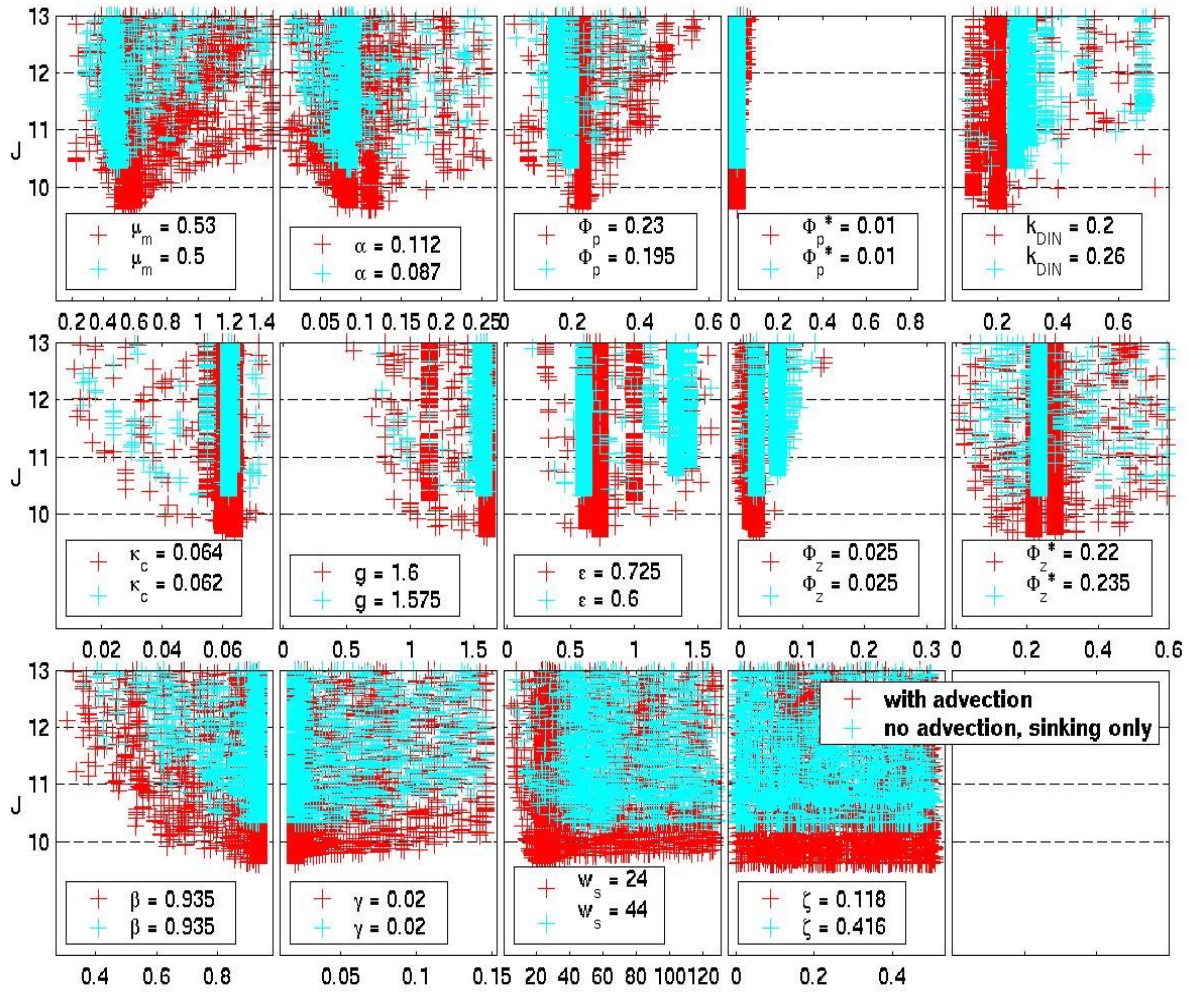 13
12
11
10
J
μm = 0.53
μm = 0.5
α = 0.112
α = 0.087
Φp = 0.23
Φp = 0.195
Φp* = 0.01
Φp* = 0.01
kDIN = 0.2
kDIN = 0.26
0.2 0.4 0.6 0.8 1 1.2 1.4
0.05 0.1 0.15 0.2 0.25
0 0.2 0.4 0.6
0 0.2 0.4 0.6 0.8
0.2 0.4 0.6
13
12
11
10
J
κc = 0.064
κc = 0.062
g = 1.6
g = 1.575
ε = 0.725
ε = 0.6
Φz = 0.025
Φz = 0.025
Φz* = 0.22
Φz* = 0.235
0.02 0.04 0.06
0 0.5 1 1.5
0 0.5 1 1.5
0 0.1 0.2 0.3
0 0.2 0.4 0.6
13
12
11
10
J
with advection
no advection, sinking only
β = 0.935
β = 0.935
γ = 0.02
γ = 0.02
ws = 24
ws = 44
ζ = 0.118
ζ = 0.416
0.4 0.6 0.8
0.05 0.1 0.15
20 40 60 80 100 120
0 0.2 0.4